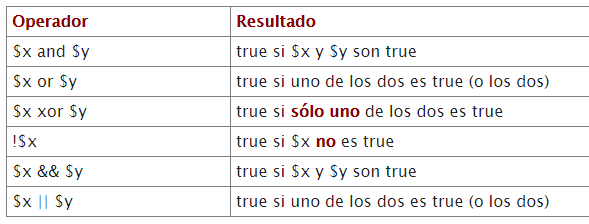 Operador Resultado
$x and $y true si $x y $y son true
$x or $y true si uno de los dos es true (o los dos)
$x xor $y true si sólo uno de los dos es true
!$x true si $x no es true
$x && $y true si $x y $y son true
$x || $y true si uno de los dos es true (o los dos)